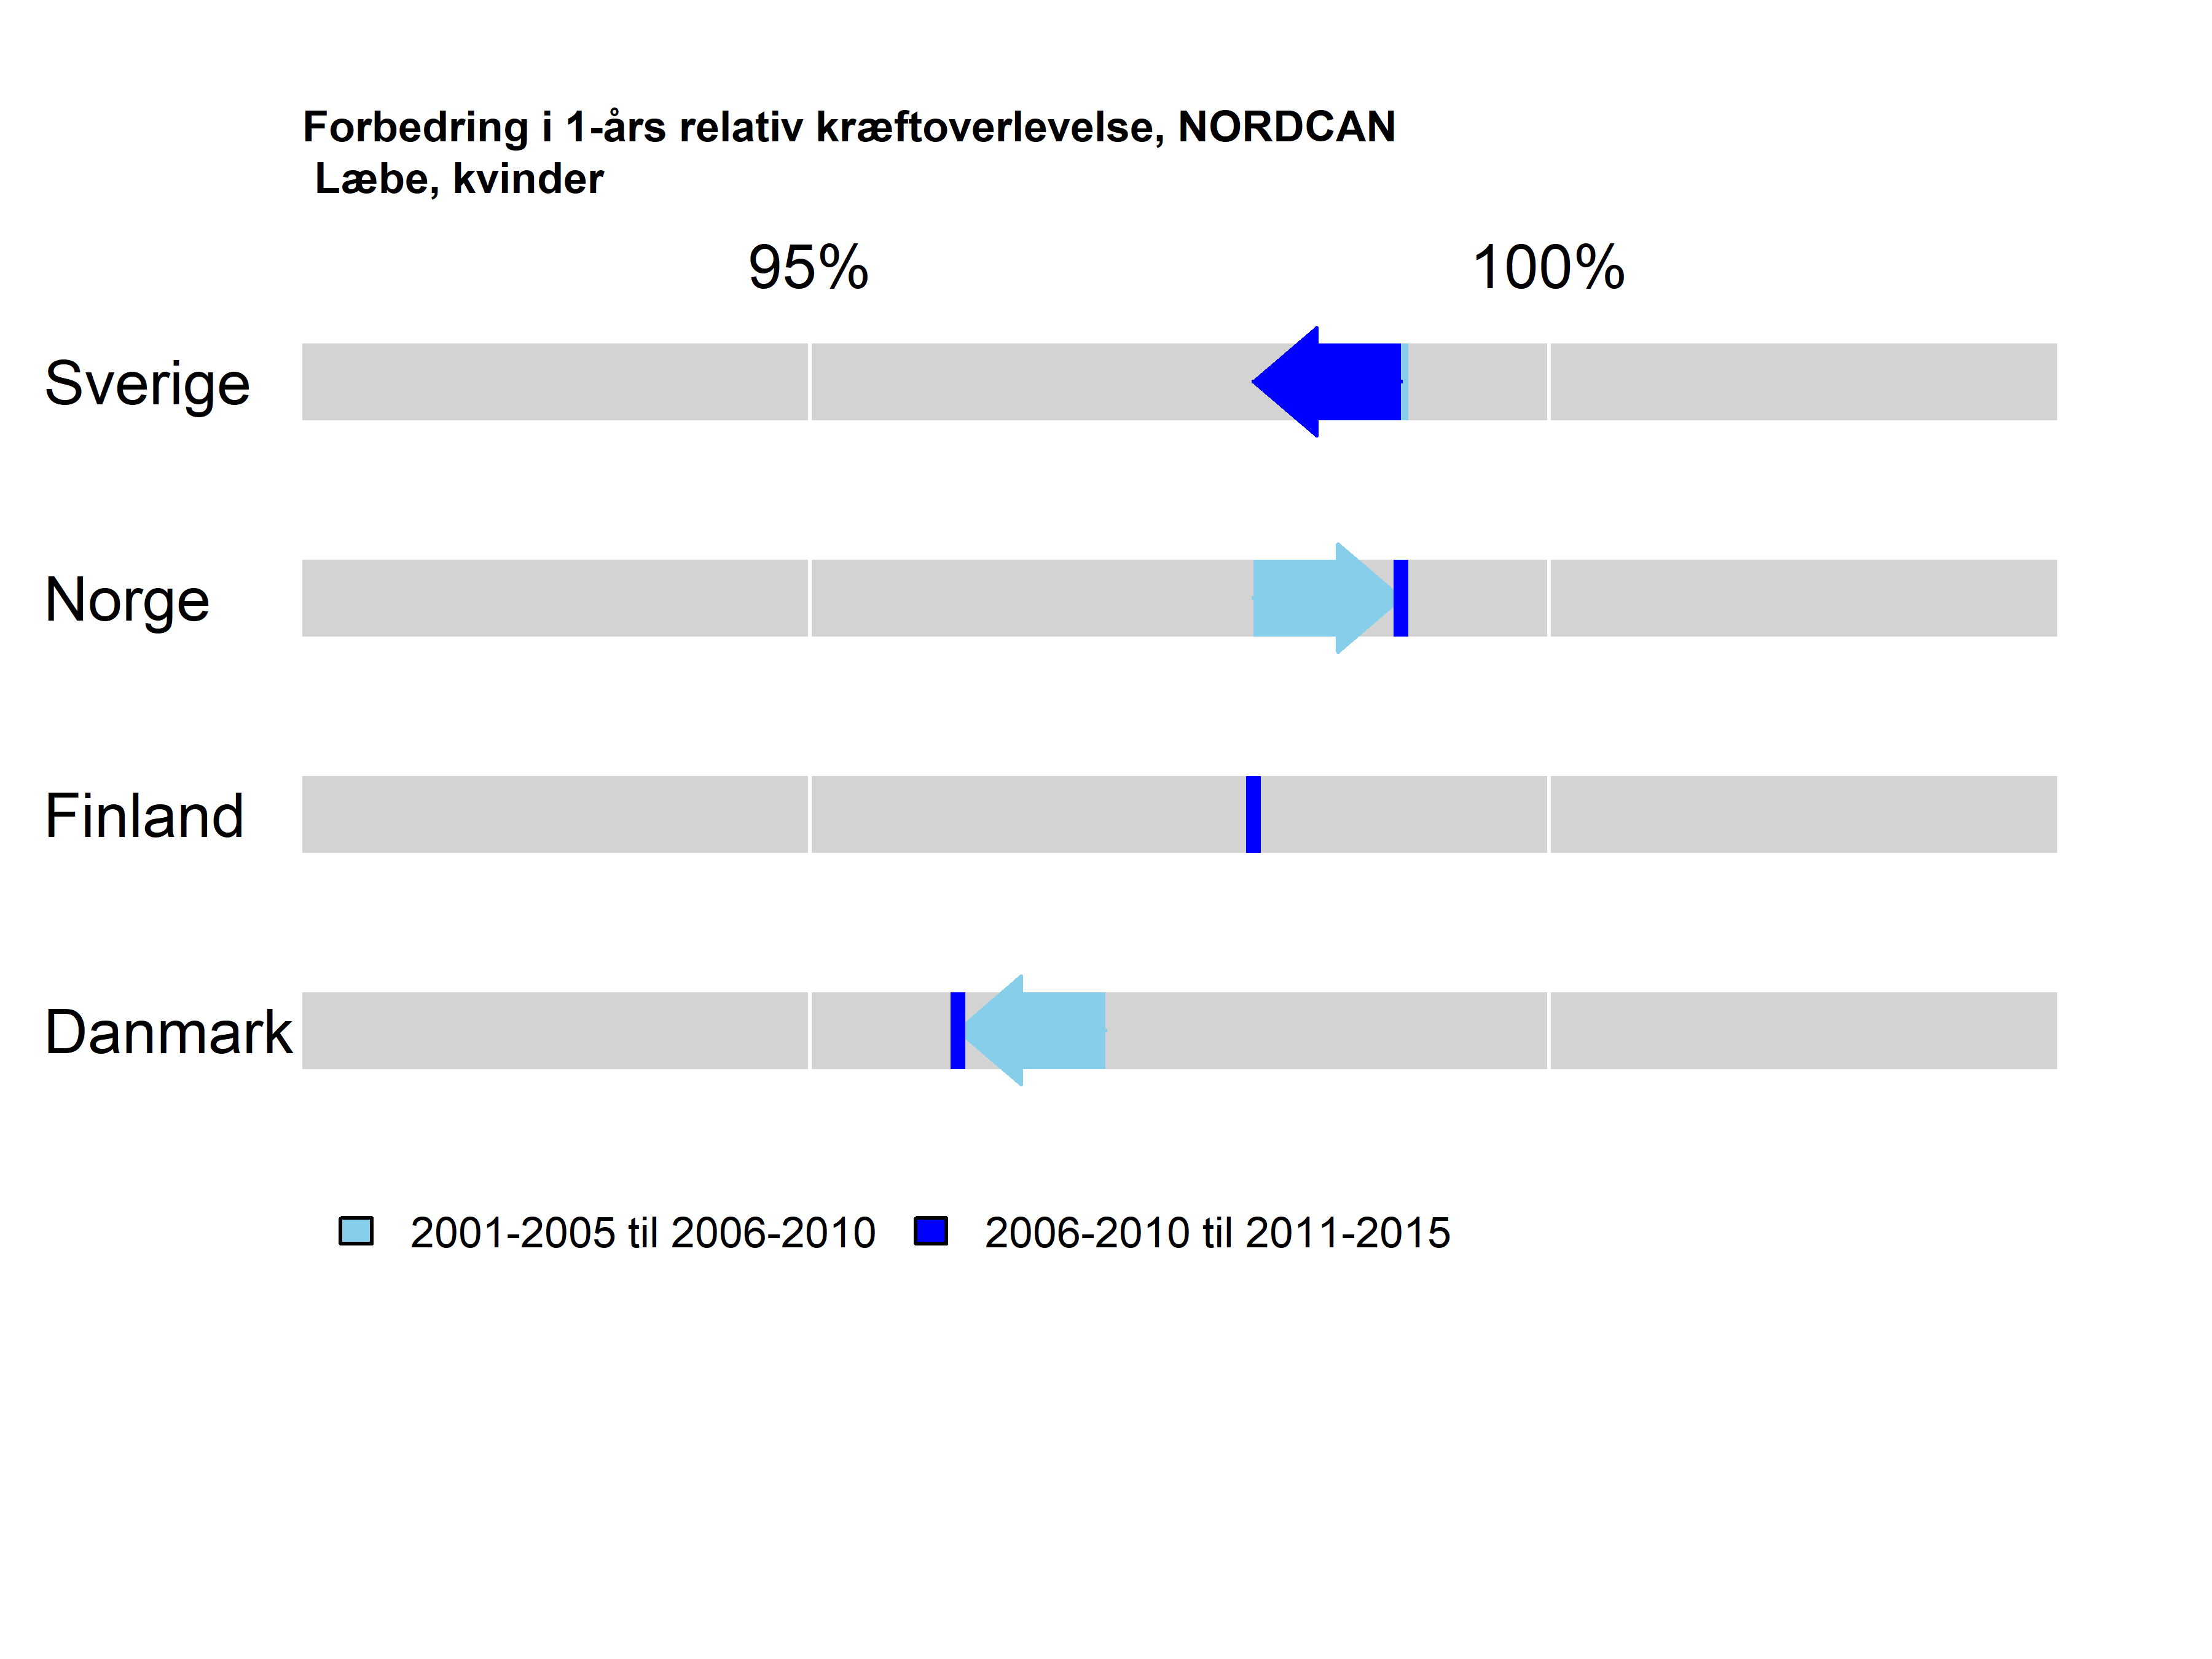 Forbedring i 1-års relativ kræftoverlevelse, NORDCAN
Læbe, kvinder
95% 100%
Sverige
Norge
Finland
Danmark
2001-2005 til 2006-2010 2006-2010 til 2011-2015